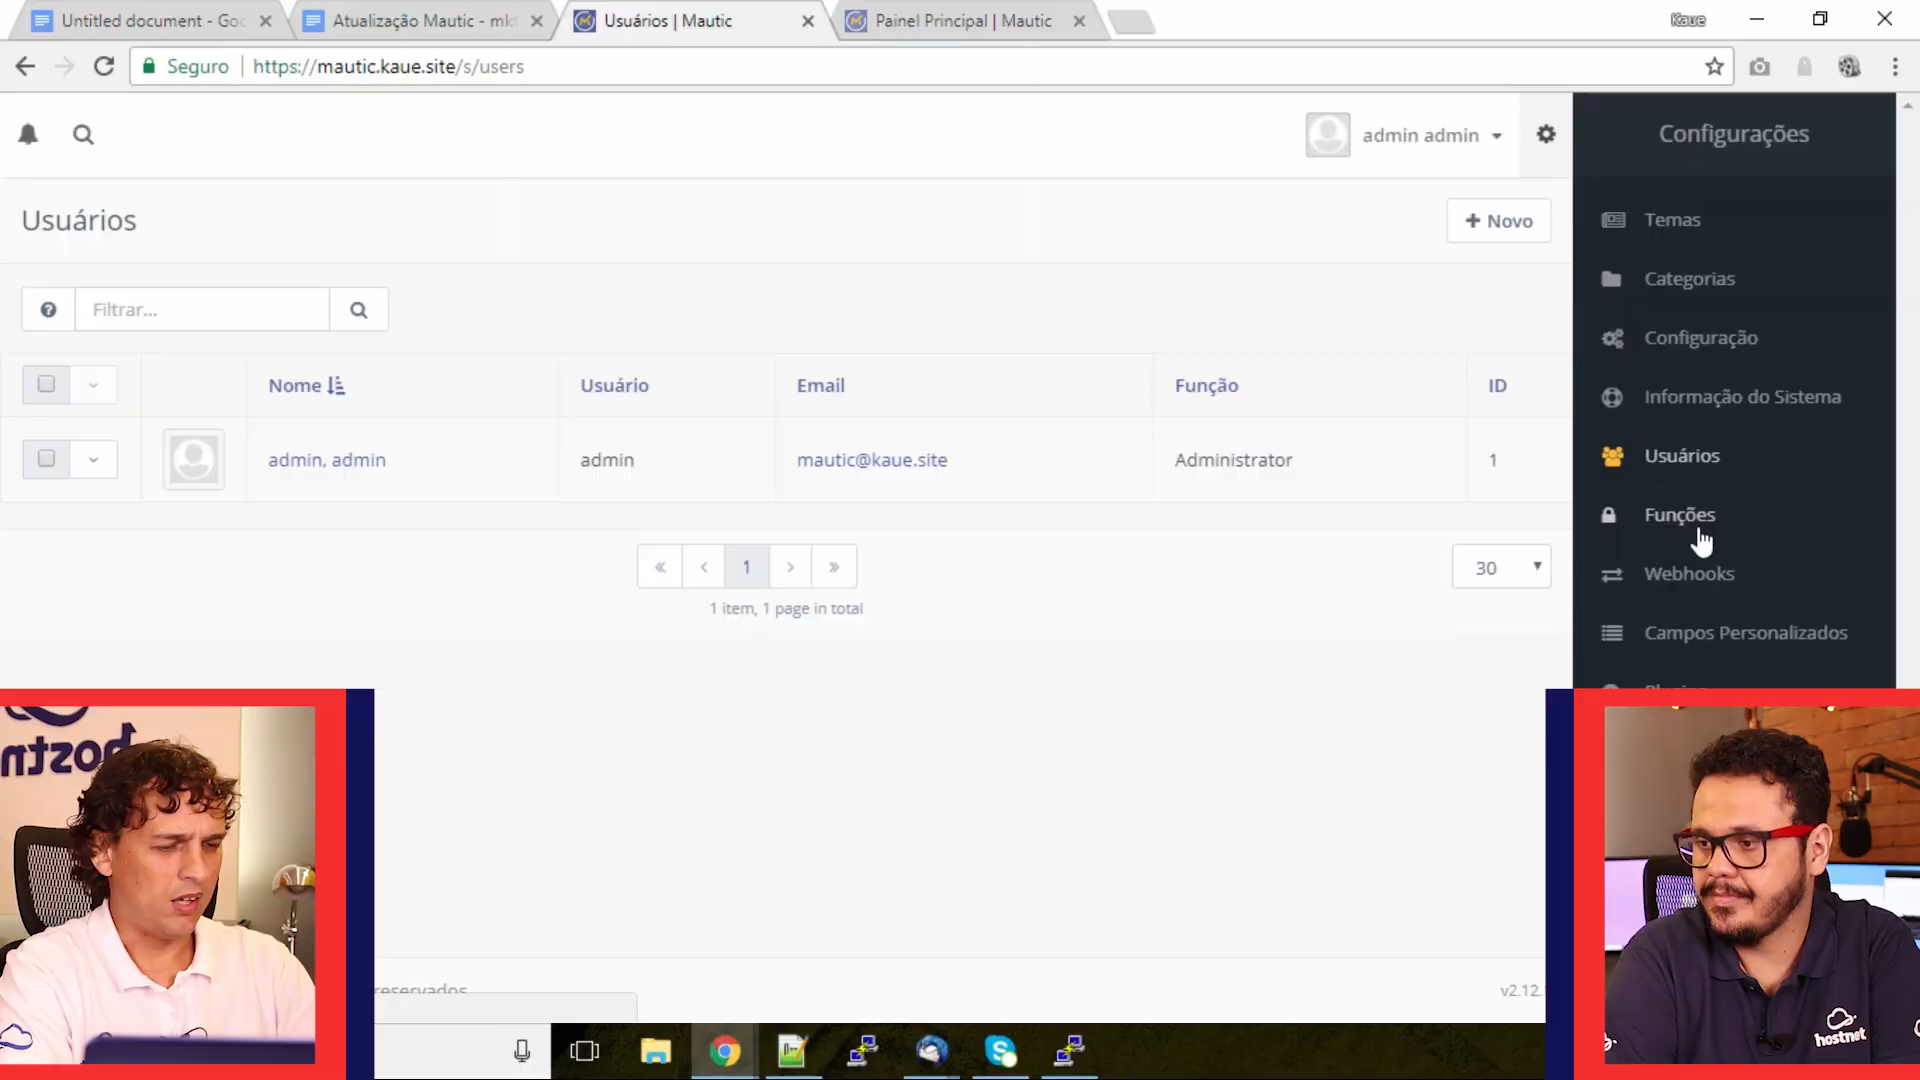 Untitled document - Goo
Atualização Mautic - mkt
Usuários | Mautic
Painel Principal | Mautic
Kaue
Seguro
https://mautic.kaue.site/s/users
admin admin
Configurações
Usuários
Novo
Temas
Categorias
Configuração
Informação do Sistema
Usuários
Funções
Webhooks
Campos Personalizados
Filtrar...
Nome
Usuário
Email
Função
ID
admin, admin
admin
mautic@kaue.site
Administrator
1
1
30
1 item, 1 page in total
reservados
v2.12.
hostn
hostnet